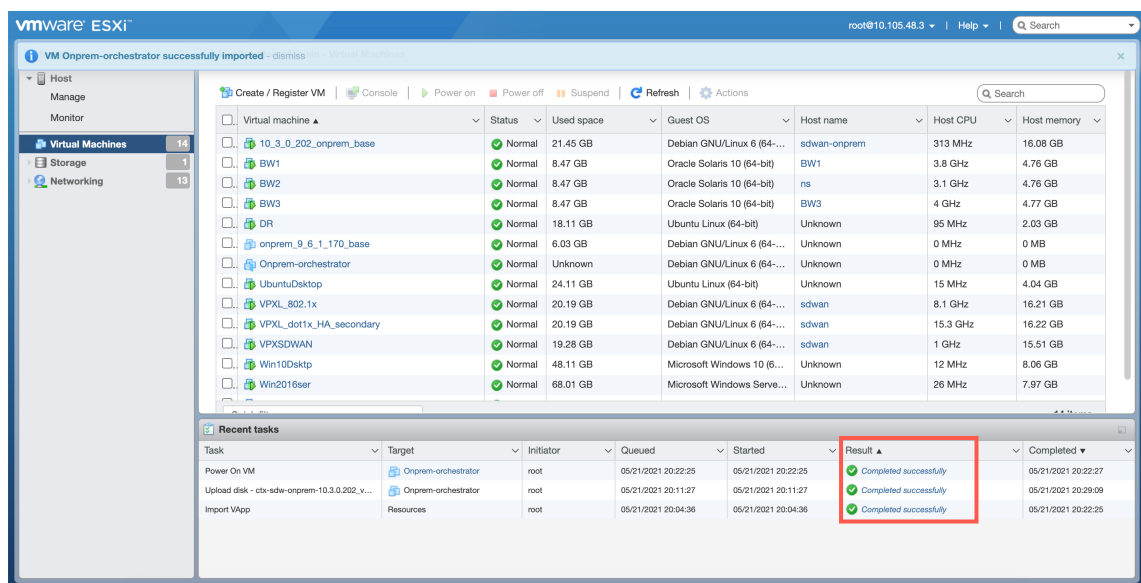 vmware ESXi
root@10.105.48.3 | Help | Search
VM Onprem-orchestrator successfully imported - dismiss
Host
Manage
Monitor
Virtual Machines 14
Storage 1
Networking 13
Create / Register VM | Console | Power on Power off Suspend | Refresh | Actions Search
Virtual machine Status Used space Guest OS Host name Host CPU Host memory
10_3_0_202_onprem_base Normal 21.45 GB Debian GNU/Linux 6 (64-... sdwan-onprem 313 MHz 16.08 GB
BW1 Normal 8.47 GB Oracle Solaris 10 (64-bit) BW1 3.8 GHz 4.76 GB
BW2 Normal 8.47 GB Oracle Solaris 10 (64-bit) ns 3.1 GHz 4.76 GB
BW3 Normal 8.47 GB Oracle Solaris 10 (64-bit) BW3 4 GHz 4.77 GB
DR Normal 18.11 GB Ubuntu Linux (64-bit) Unknown 95 MHz 2.03 GB
onprem_9_6_1_170_base Normal 6.03 GB Debian GNU/Linux 6 (64-... Unknown 0 MHz 0 MB
Onprem-orchestrator Normal Unknown Debian GNU/Linux 6 (64-... Unknown 0 MHz 0 MB
UbuntuDsktop Normal 24.11 GB Ubuntu Linux (64-bit) Unknown 15 MHz 4.04 GB
VPXL_802.1x Normal 20.19 GB Debian GNU/Linux 6 (64-... sdwan 8.1 GHz 16.21 GB
VPXL_dot1x_HA_secondary Normal 20.19 GB Debian GNU/Linux 6 (64-... sdwan 15.3 GHz 16.22 GB
VPXSDWAN Normal 19.28 GB Debian GNU/Linux 6 (64-... sdwan 1 GHz 15.51 GB
Win10Dsktp Normal 48.11 GB Microsoft Windows 10 (6... Unknown 12 MHz 8.06 GB
Win2016ser Normal 68.01 GB Microsoft Windows Serve... Unknown 26 MHz 7.97 GB
Recent tasks
Task Target Initiator Queued Started Result Completed
Power On VM Onprem-orchestrator root 05/21/2021 20:22:25 05/21/2021 20:22:25 Completed successfully 05/21/2021 20:22:27
Upload disk - ctx-sdw-onprem-10.3.0.202_v... Onprem-orchestrator root 05/21/2021 20:11:27 05/21/2021 20:11:27 Completed successfully 05/21/2021 20:29:09
Import VApp Resources root 05/21/2021 20:04:36 05/21/2021 20:04:36 Completed successfully 05/21/2021 20:22:25